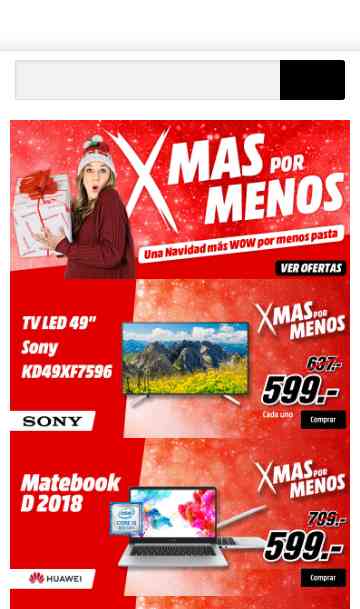 XMAS POR
MENOS
Una Navidad más WOW por menos pasta
VER OFERTAS
TV LED 49"
Sony
KD49XF7596
XMAS POR
MENOS
637.-
599.-
Cada uno
Comprar
SONY
Matebook
D 2018
XMAS POR
MENOS
799.-
599.-
Comprar
HUAWEI